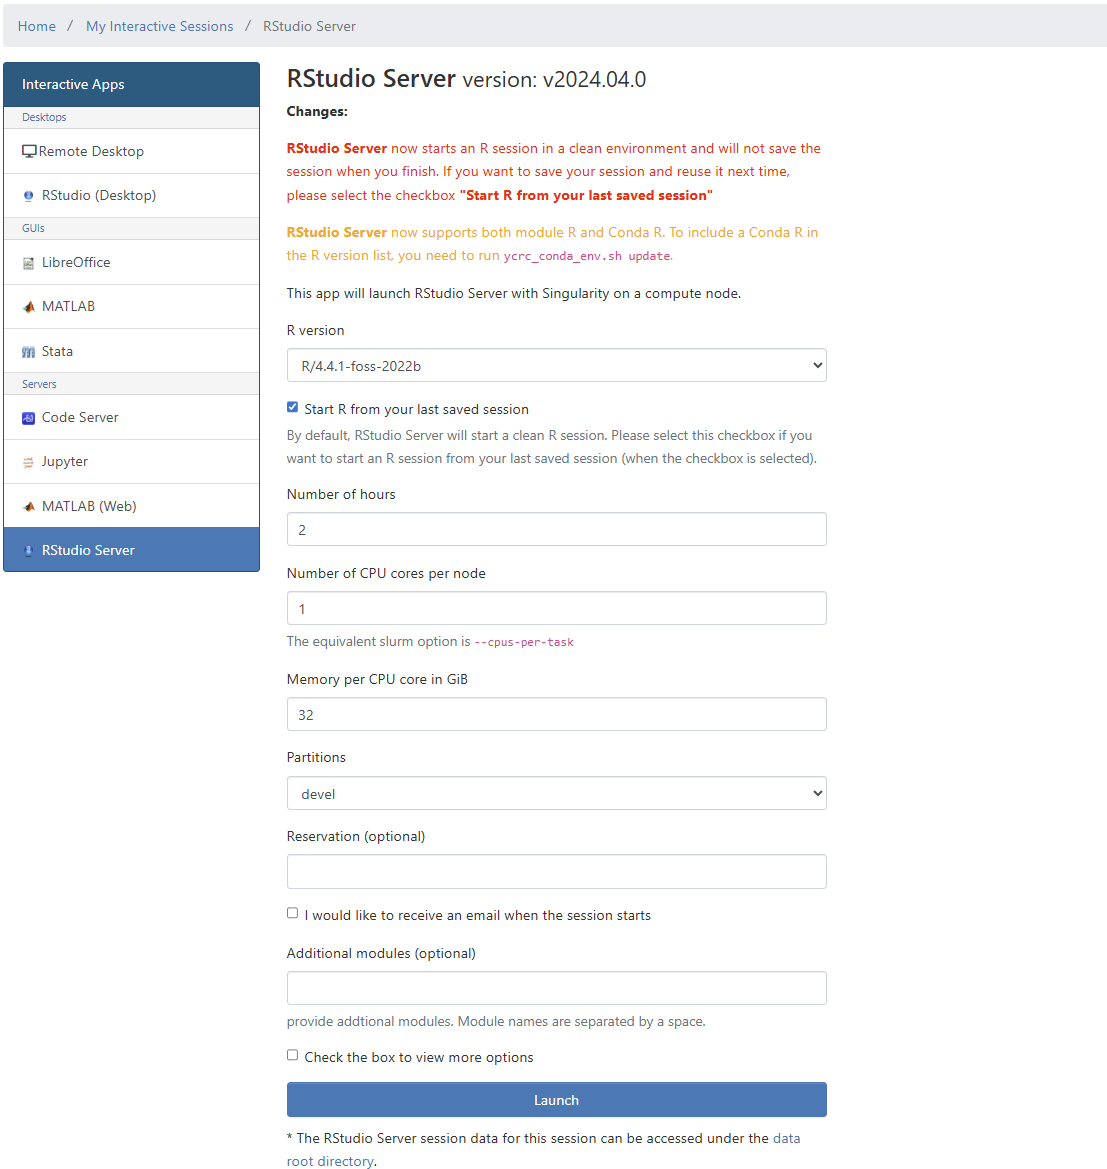 Home / My Interactive Sessions / RStudio Server
Interactive Apps
Desktops
Remote Desktop
RStudio (Desktop)
GUIs
LibreOffice
MATLAB
Stata
Servers
Code Server
Jupyter
MATLAB (Web)
RStudio Server
RStudio Server version: v2024.04.0
Changes:
RStudio Server now starts an R session in a clean environment and will not save the
session when you finish. If you want to save your session and reuse it next time,
please select the checkbox "Start R from your last saved session"
RStudio Server now supports both module R and Conda R. To include a Conda R in
the R version list, you need to run ycrc_conda_env.sh update.
This app will launch RStudio Server with Singularity on a compute node.
R version
R/4.4.1-foss-2022b
Start R from your last saved session
By default, RStudio Server will start a clean R session. Please select this checkbox if you
want to start an R session from your last saved session (when the checkbox is selected).
Number of hours
2
Number of CPU cores per node
1
The equivalent slurm option is --cpus-per-task
Memory per CPU core in GiB
32
Partitions
devel
Reservation (optional)
I would like to receive an email when the session starts
Additional modules (optional)
provide addtional modules. Module names are separated by a space.
Check the box to view more options
Launch
* The RStudio Server session data for this session can be accessed under the data
root directory.